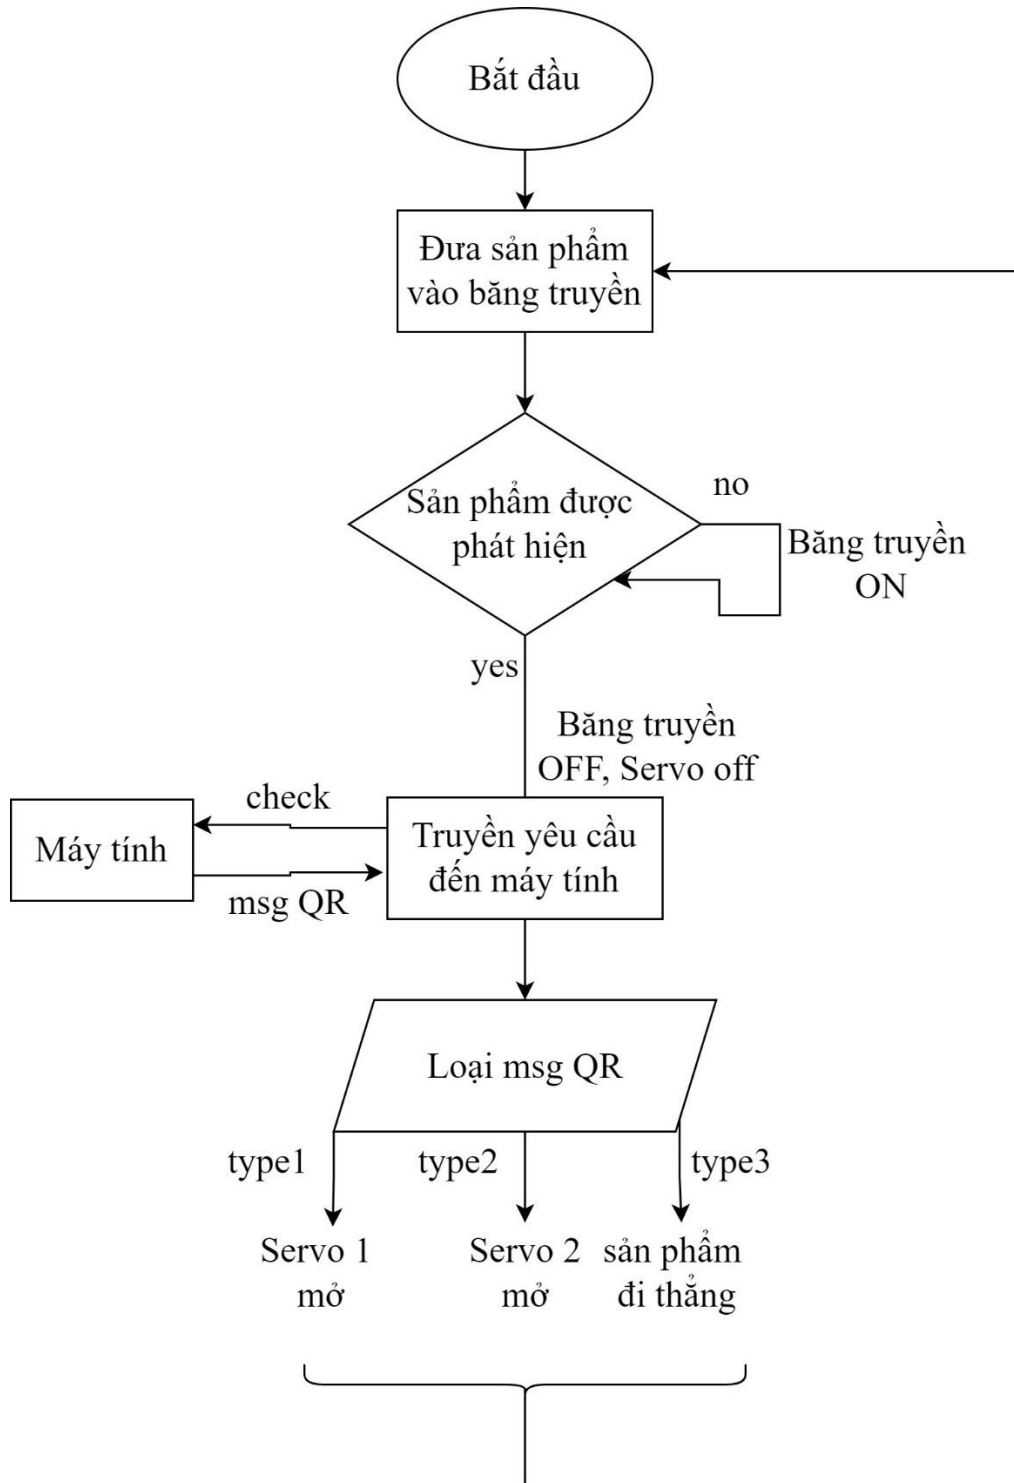 Bắt đầu
Đưa sản phẩm
vào băng truyền
Sản phẩm được
phát hiện
no
Băng truyền
ON
yes
Băng truyền
OFF, Servo off
check
Máy tính
msg QR
Truyền yêu cầu
đến máy tính
Loại msg QR
type1
type2
type3
Servo 1
mở
Servo 2
mở
sản phẩm
đi thẳng